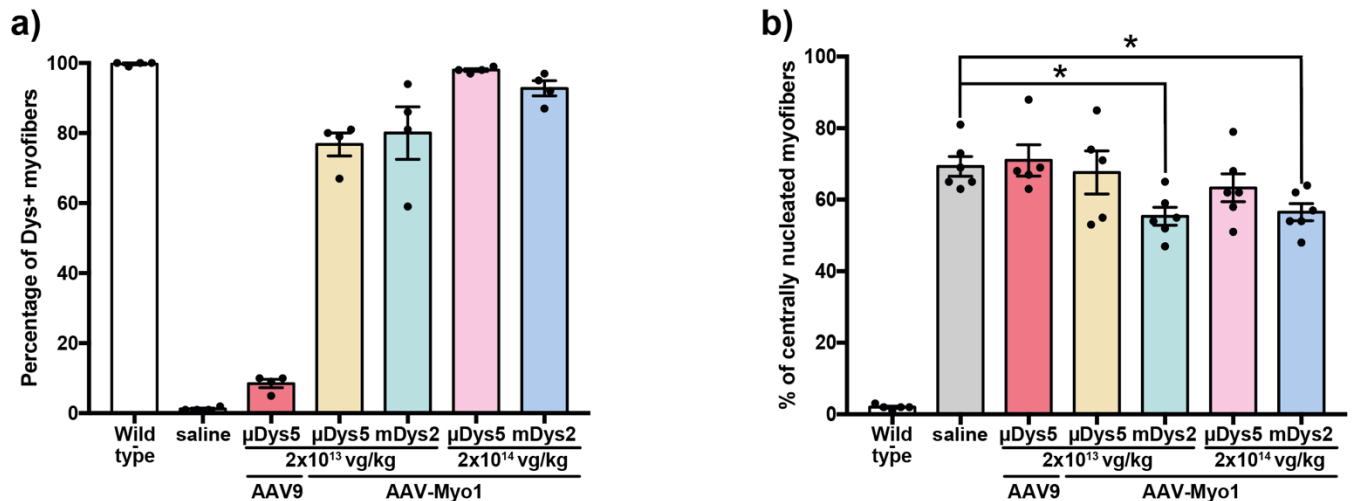 a)
Percentage of Dys+ myofibers
100
80
60
40
20
0
Wild saline µDys5 µDys5 mDys2 µDys5 mDys2
-
type 2x10¹³ vg/kg 2x10¹⁴ vg/kg
AAV9 AAV-Myo1
b)
% of centrally nucleated myofibers
100
80
60
40
20
0
*
*
Wild saline µDys5 µDys5 mDys2 µDys5 mDys2
-
type 2x10¹³ vg/kg 2x10¹⁴ vg/kg
AAV9 AAV-Myo1